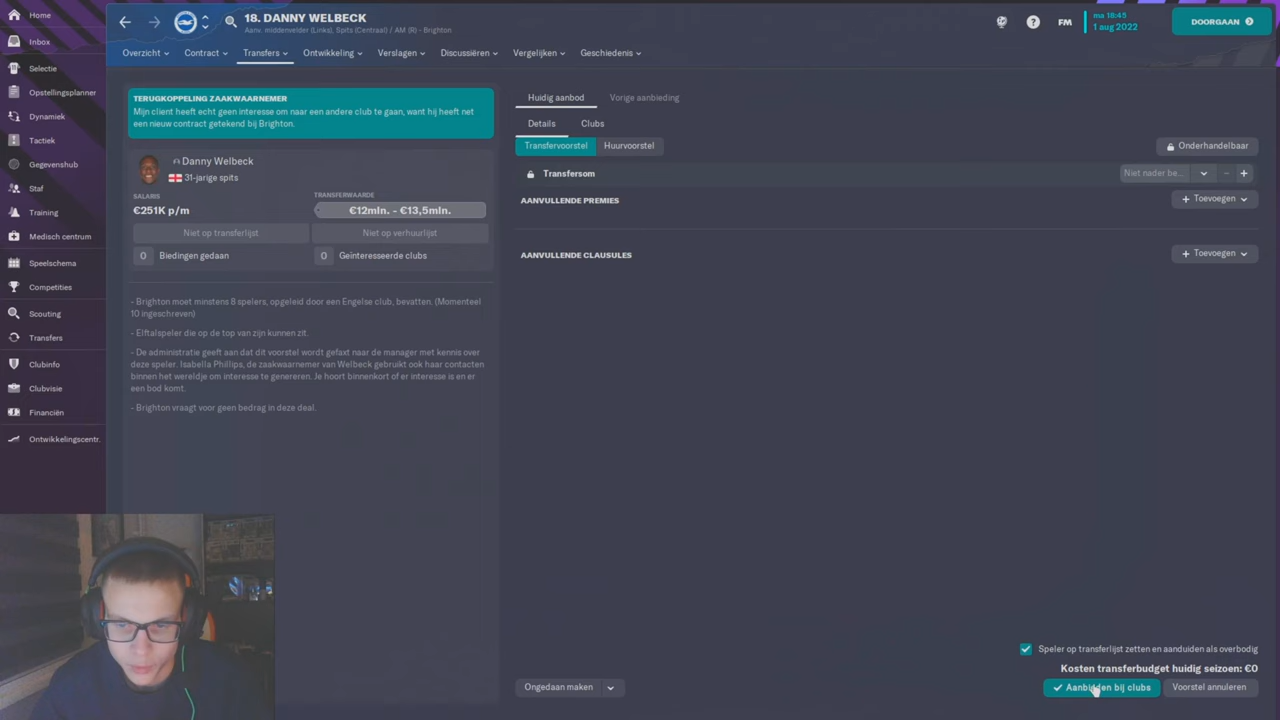 Home
Inbox
Selectie
Opstellingsplanner
Dynamiek
Tactiek
Gegevenshub
Staf
Training
Medisch centrum
Speelschema
Competities
Scouting
Transfers
Clubinfo
Clubvisie
Financiën
Ontwikkelingscentr.
18. DANNY WELBECK
Aanv. middenvelder (Links), Spits (Centraal) / AM (R) - Brighton
FM
ma 18:45
1 aug 2022
DOORGAAN
Overzicht
Contract
Transfers
Ontwikkeling
Verslagen
Discussiëren
Vergelijken
Geschiedenis
TERUGKOPPELING ZAAKWAARNEMER
Mijn client heeft echt geen interesse om naar een andere club te gaan, want hij heeft net
een nieuw contract getekend bij Brighton.
Danny Welbeck
31-jarige spits
SALARIS
€251K p/m
TRANSFERWAARDE
€12mln. - €13,5mln.
Niet op transferlijst
Niet op verhuurlijst
0 Biedingen gedaan
0 Geïnteresseerde clubs
- Brighton moet minstens 8 spelers, opgeleid door een Engelse club, bevatten. (Momenteel
10 ingeschreven)
- Elftalspeler die op de top van zijn kunnen zit.
- De administratie geeft aan dat dit voorstel wordt gefaxt naar de manager met kennis over
deze speler. Isabella Phillips, de zaakwaarnemer van Welbeck gebruikt ook haar contacten
binnen het wereldje om interesse te genereren. Je hoort binnenkort of er interesse is en er
een bod komt.
- Brighton vraagt voor geen bedrag in deze deal.
Huidig aanbod
Vorige aanbieding
Details
Clubs
Transfervoorstel
Huurvoorstel
Onderhandelbaar
Transfersom
Niet nader be...
AANVULLENDE PREMIES
Toevoegen
AANVULLENDE CLAUSULES
Toevoegen
Speler op transferlijst zetten en aanduiden als overbodig
Kosten transferbudget huidig seizoen: €0
Ongedaan maken
Aanbieden bij clubs
Voorstel annuleren